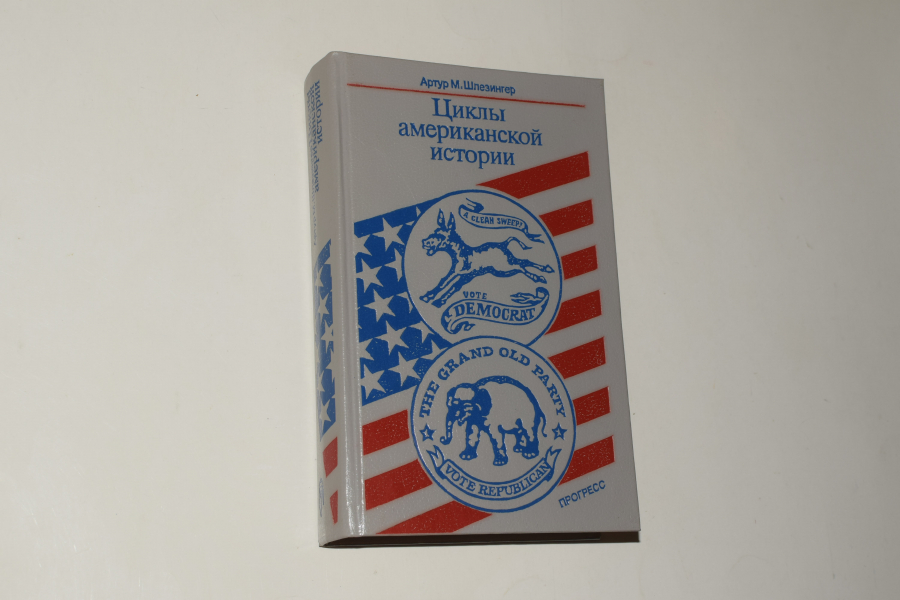 Артур М. Шлезингер
Циклы
американской
истории
A CLEAN SWEEP!
VOTE
DEMOCRAT
THE GRAND OLD PARTY
VOTE REPUBLICAN
ПРОГРЕСС